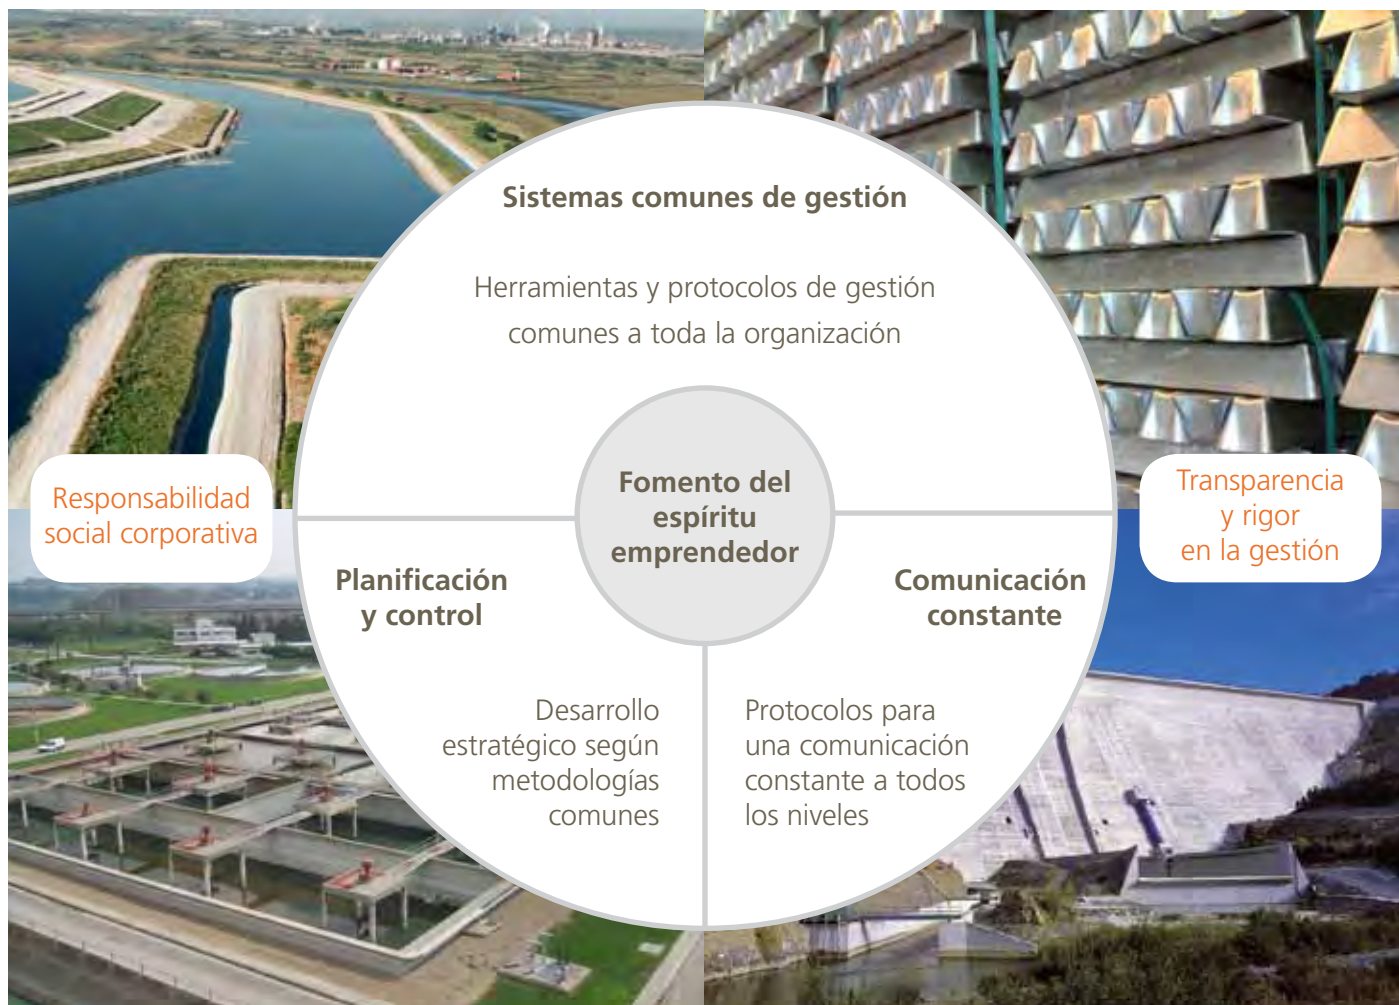 Sistemas comunes de gestión
Herramientas y protocolos de gestión
comunes a toda la organización
Fomento del
espíritu
emprendedor
Responsabilidad
social corporativa
Transparencia
y rigor
en la gestión
Planificación
y control
Desarrollo
estratégico según
metodologías
comunes
Comunicación
constante
Protocolos para
una comunicación
constante a todos
los niveles